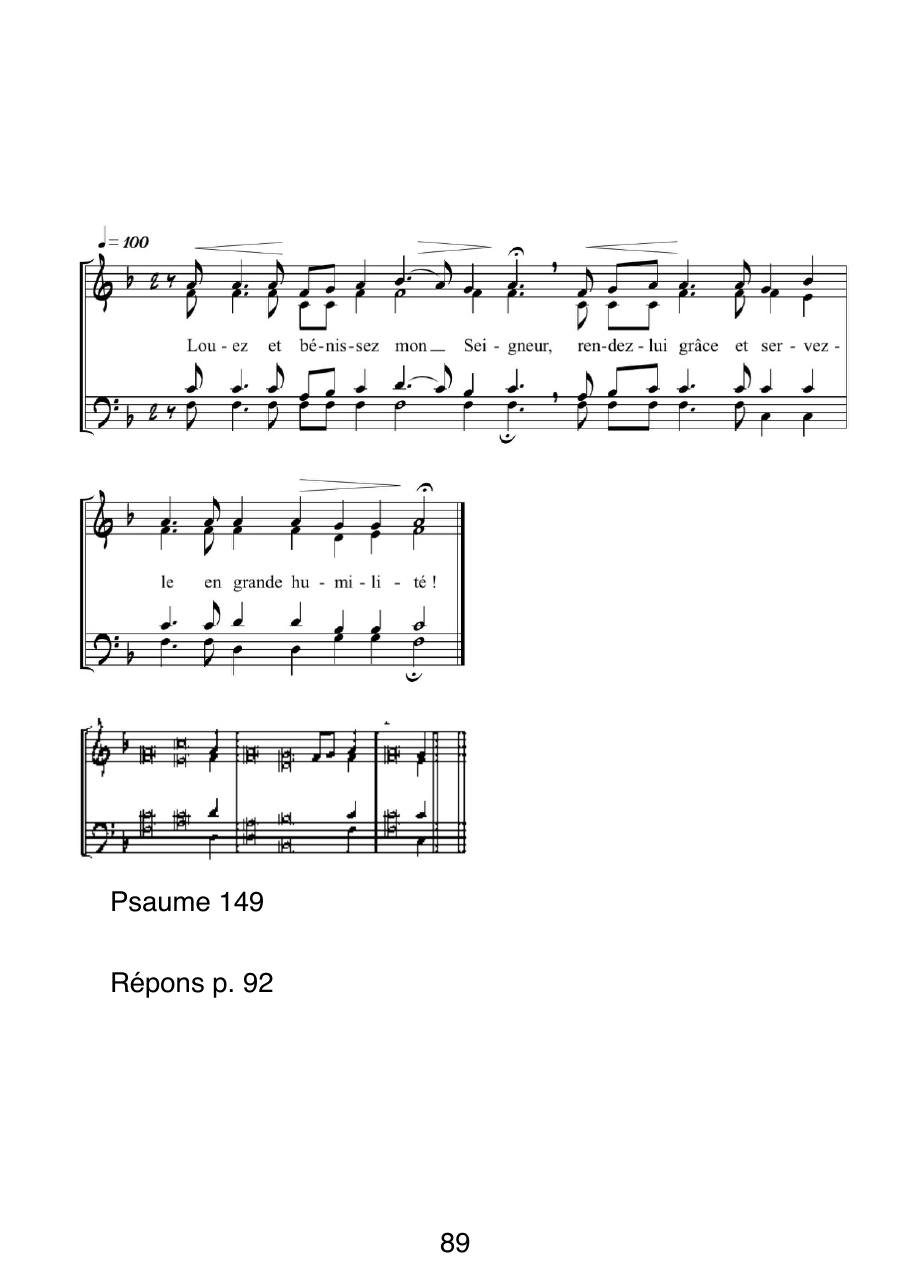 ♩= 100
Lou - ez et bé-nis-sez mon_ Sei - gneur, ren-dez-lui grâce et ser - vez -
le en grande hu - mi - li - té !
Psaume 149
Répons p. 92
89